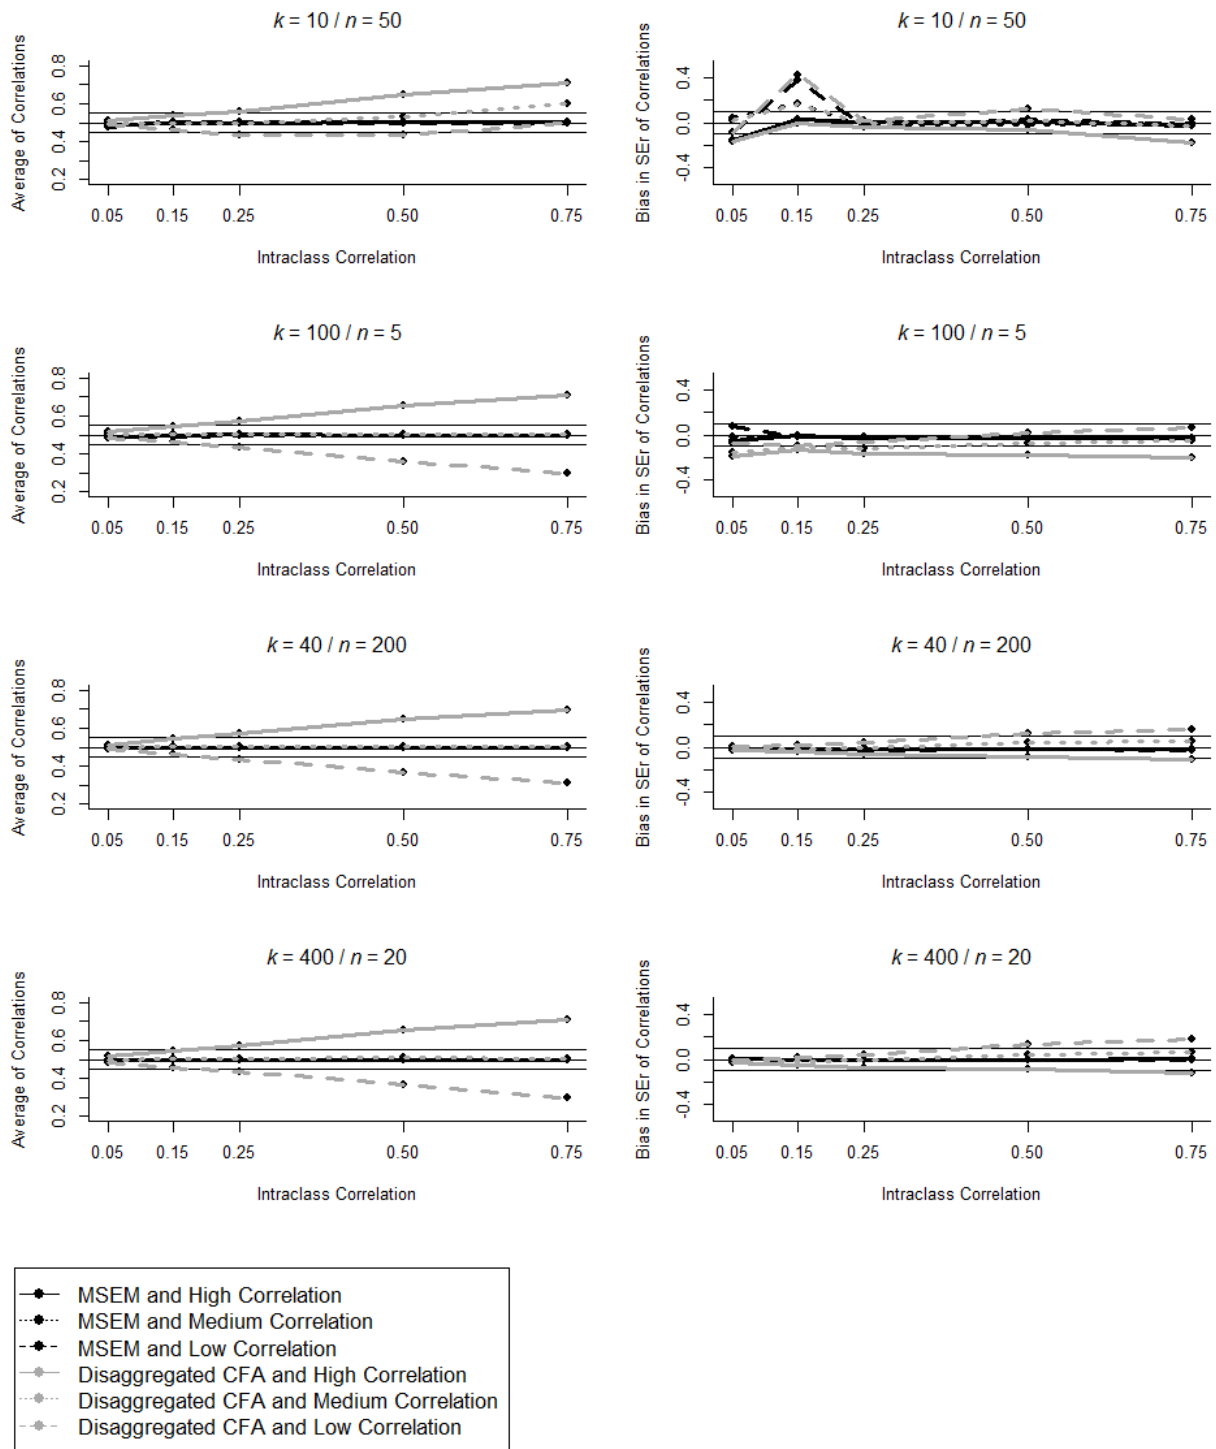 k = 10 / n = 50
Average of Correlations
0.8
0.6
0.4
0.2
0.05 0.15 0.25 0.50 0.75
Intraclass Correlation
k = 10 / n = 50
Bias in SEr of Correlations
0.4
0.0
-0.4
0.05 0.15 0.25 0.50 0.75
Intraclass Correlation
k = 100 / n = 5
Average of Correlations
0.8
0.6
0.4
0.2
0.05 0.15 0.25 0.50 0.75
Intraclass Correlation
k = 100 / n = 5
Bias in SEr of Correlations
0.4
0.0
-0.4
0.05 0.15 0.25 0.50 0.75
Intraclass Correlation
k = 40 / n = 200
Average of Correlations
0.8
0.6
0.4
0.2
0.05 0.15 0.25 0.50 0.75
Intraclass Correlation
k = 40 / n = 200
Bias in SEr of Correlations
0.4
0.0
-0.4
0.05 0.15 0.25 0.50 0.75
Intraclass Correlation
k = 400 / n = 20
Average of Correlations
0.8
0.6
0.4
0.2
0.05 0.15 0.25 0.50 0.75
Intraclass Correlation
k = 400 / n = 20
Bias in SEr of Correlations
0.4
0.0
-0.4
0.05 0.15 0.25 0.50 0.75
Intraclass Correlation
MSEM and High Correlation
MSEM and Medium Correlation
MSEM and Low Correlation
Disaggregated CFA and High Correlation
Disaggregated CFA and Medium Correlation
Disaggregated CFA and Low Correlation